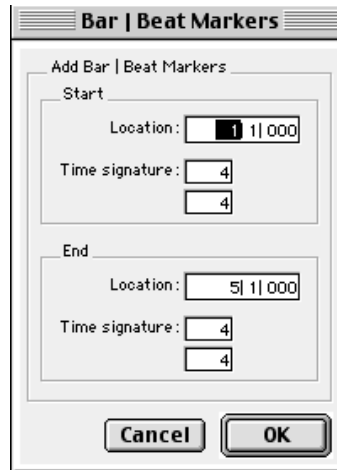 Bar | Beat Markers
Add Bar | Beat Markers
Start
Location: 1| 1| 000
Time signature: 4
4
End
Location: 5| 1| 000
Time signature: 4
4
Cancel OK